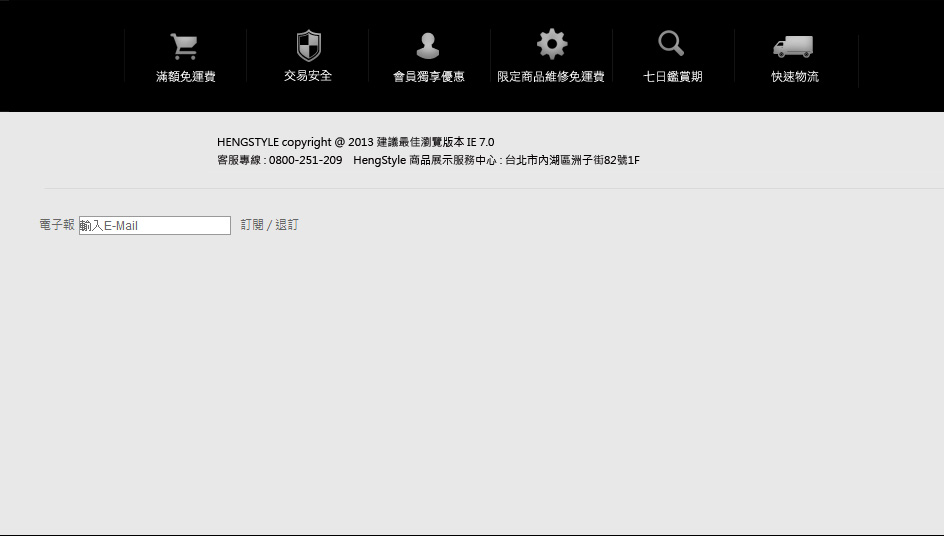 滿額免運費 交易安全 會員獨享優惠 限定商品維修免運費 七日鑑賞期 快速物流
HENGSTYLE copyright @ 2013 建議最佳瀏覽版本 IE 7.0
客服專線 : 0800-251-209 HengStyle 商品展示服務中心 : 台北市內湖區洲子街82號1F
電子報 輸入E-Mail 訂閱 / 退訂